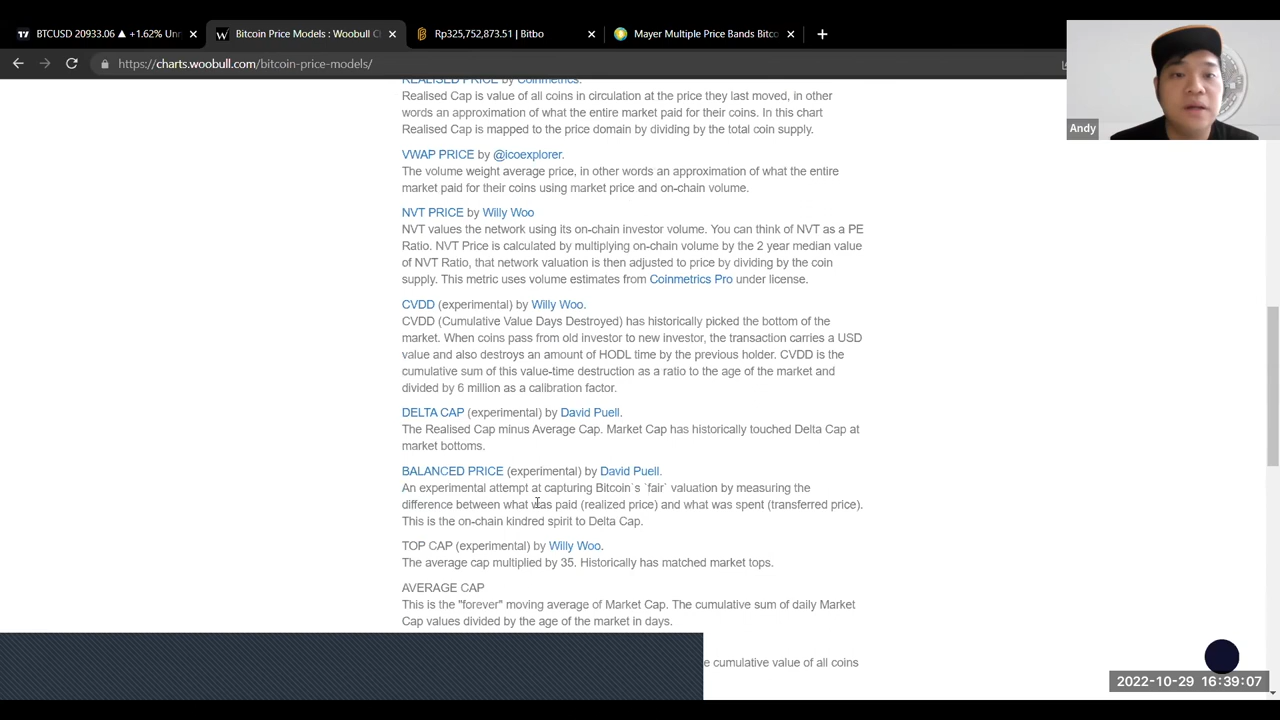 BTCUSD 20933.06 ▲ +1.62% Unn
Bitcoin Price Models : Woobull C
Rp325,752,873.51 | Bitbo
Mayer Multiple Price Bands Bitco
https://charts.woobull.com/bitcoin-price-models/
Andy
REALISED PRICE by Coinmetrics.
Realised Cap is value of all coins in circulation at the price they last moved, in other
words an approximation of what the entire market paid for their coins. In this chart
Realised Cap is mapped to the price domain by dividing by the total coin supply.
VWAP PRICE by @icoexplorer.
The volume weight average price, in other words an approximation of what the entire
market paid for their coins using market price and on-chain volume.
NVT PRICE by Willy Woo
NVT values the network using its on-chain investor volume. You can think of NVT as a PE
Ratio. NVT Price is calculated by multiplying on-chain volume by the 2 year median value
of NVT Ratio, that network valuation is then adjusted to price by dividing by the coin
supply. This metric uses volume estimates from Coinmetrics Pro under license.
CVDD (experimental) by Willy Woo.
CVDD (Cumulative Value Days Destroyed) has historically picked the bottom of the
market. When coins pass from old investor to new investor, the transaction carries a USD
value and also destroys an amount of HODL time by the previous holder. CVDD is the
cumulative sum of this value-time destruction as a ratio to the age of the market and
divided by 6 million as a calibration factor.
DELTA CAP (experimental) by David Puell.
The Realised Cap minus Average Cap. Market Cap has historically touched Delta Cap at
market bottoms.
BALANCED PRICE (experimental) by David Puell.
An experimental attempt at capturing Bitcoin`s `fair` valuation by measuring the
difference between what was paid (realized price) and what was spent (transferred price).
This is the on-chain kindred spirit to Delta Cap.
TOP CAP (experimental) by Willy Woo.
The average cap multiplied by 35. Historically has matched market tops.
AVERAGE CAP
This is the "forever" moving average of Market Cap. The cumulative sum of daily Market
Cap values divided by the age of the market in days.
e cumulative value of all coins
2022-10-29 16:39:07